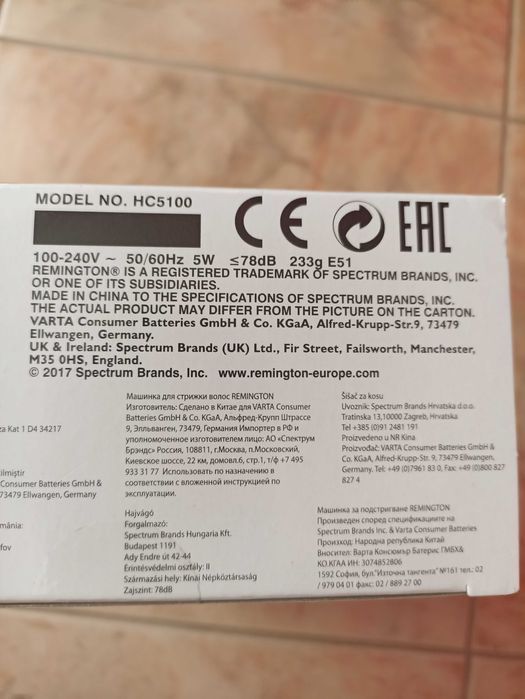 MODEL NO. HC5100
CE
EAC
100-240V ~ 50/60Hz 5W ≤78dB 233g E51
REMINGTON® IS A REGISTERED TRADEMARK OF SPECTRUM BRANDS, INC.
OR ONE OF ITS SUBSIDIARIES.
MADE IN CHINA TO THE SPECIFICATIONS OF SPECTRUM BRANDS, INC.
THE ACTUAL PRODUCT MAY DIFFER FROM THE PICTURE ON THE CARTON.
VARTA Consumer Batteries GmbH & Co. KGaA, Alfred-Krupp-Str.9, 73479
Ellwangen, Germany.
UK & Ireland: Spectrum Brands (UK) Ltd., Fir Street, Failsworth, Manchester,
M35 0HS, England.
© 2017 Spectrum Brands, Inc. www.remington-europe.com
za Kat 1 D4 34217
ilmiştir
Consumer Batteries GmbH &
73479 Ellwangen, Germany
mânia:
fov
Машинка для стрижки волос REMINGTON
Изготовитель: Сделано в Китае для VARTA Consumer
Batteries GmbH & Co. KGaA, Альфред-Крупп Штрассе
9, Элльванген, 73479, Германия Импортер в РФ и
уполномоченное изготовителем лицо: АО «Спектрум
Брэндс» Россия, 108811, г.Москва, п.Московский,
Киевское шоссе, 22 км, домовл.6, стр.1, т/ф +7 495
933 31 77 Использовать по назначению в
соответствии с вложенной инструкцией по
эксплуатации.
Hajvágó
Forgalmazó:
Spectrum Brands Hungaria Kft.
Budapest 1191
Ady Endre út 42-44
Érintésvédelmi osztály: II
Származási hely: Kínai Népköztársaság
Zajszint: 78dB
Šišač za kosu
Uvoznik: Spectrum Brands Hrvatska d.o.o.
Tratinska 13,10000 Zagreb, Hrvatska
Tel +385 (0)1 2481 191
Proizvedeno u NR Kina
Proizvođač: VARTA Consumer Batteries GmbH &
Co. KGaA, Alfred-Krupp-Str. 9, 73479 Ellwangen,
Germany. Tel: +49 (0)7961 83 0, Fax: +49 (0)800 827
827 4
Машинка за подстригване REMINGTON
Произведен според спецификациите на
Spectrum Brands Inc. & Varta Consumer Batteries
Произход: Народна република Китай
Вносител: Варта Консюмър Батерис ГМБХ&
КО.КГАА ИН: 3074852806
1592 София, бул."Източна тангента" №161 тел.: 02
/ 979 04 01 факс: 02 / 889 27 00